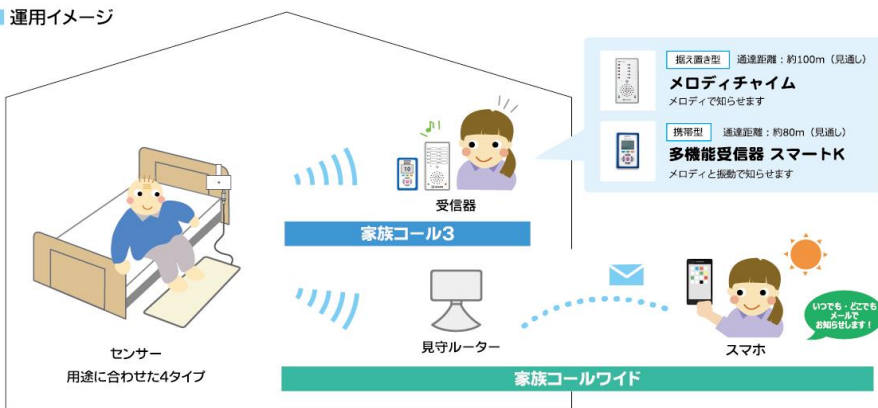 運用イメージ
据え置き型 通達距離：約100m（見通し）
メロディチャイム
メロディで知らせます
携帯型 通達距離：約80m（見通し）
多機能受信器 スマートK
メロディと振動で知らせます
受信器
家族コール3
いつでも・どこでも
メールで
お知らせします！
センサー
用途に合わせた4タイプ
見守ルーター
スマホ
家族コールワイド